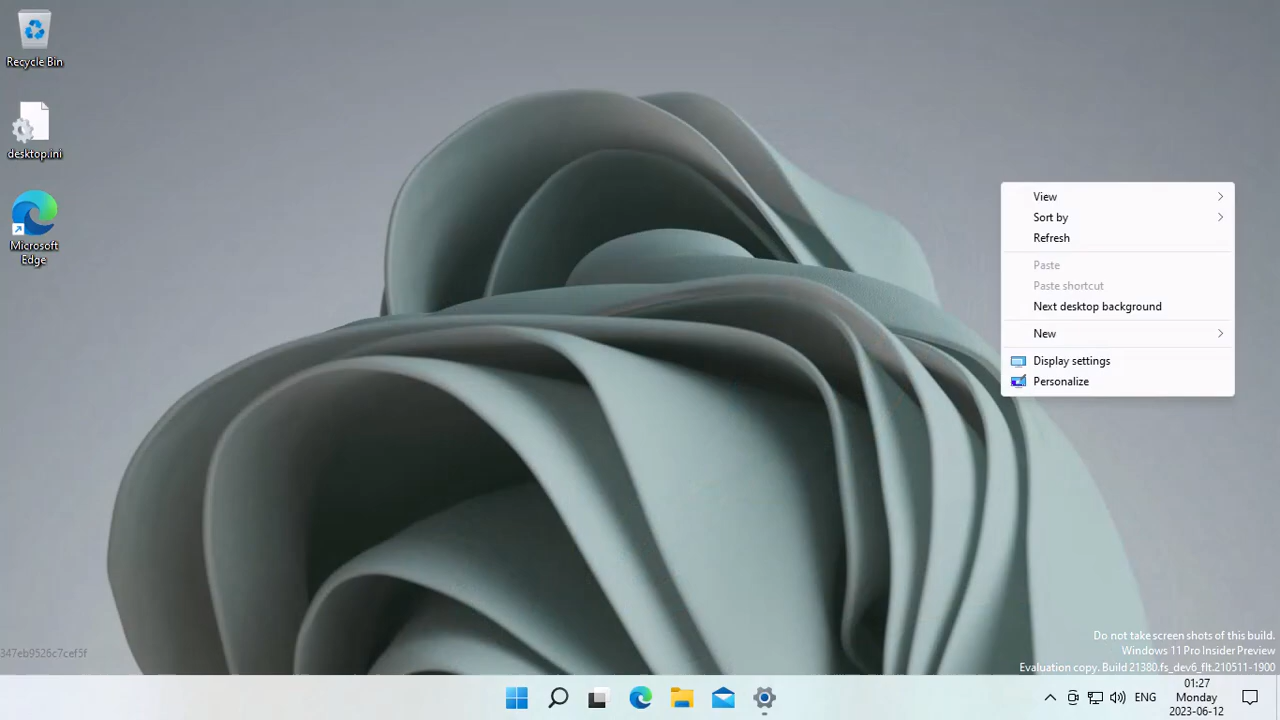 Recycle Bin
desktop.ini
Microsoft
Edge
View
Sort by
Refresh
Paste
Paste shortcut
Next desktop background
New
Display settings
Personalize
347eb9526c7cef5f
Do not take screen shots of this build.
Windows 11 Pro Insider Preview
Evaluation copy. Build 21380.fs_dev6_flt.210511-1900
ENG
01:27
Monday
2023-06-12